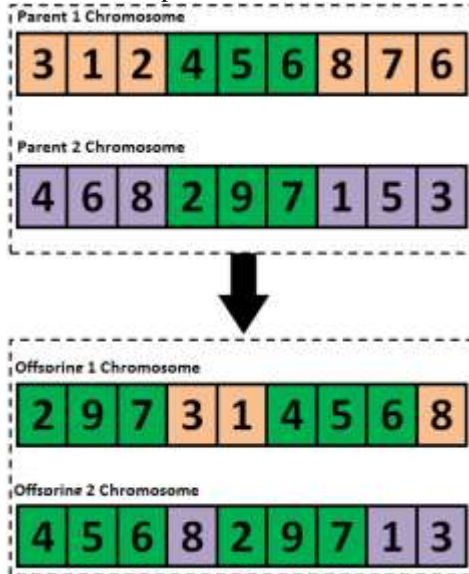 Parent 1 Chromosome
3 1 2 4 5 6 8 7 6
Parent 2 Chromosome
4 6 8 2 9 7 1 5 3
Offsorine 1 Chromosome
2 9 7 3 1 4 5 6 8
Offsorine 2 Chromosome
4 5 6 8 2 9 7 1 3